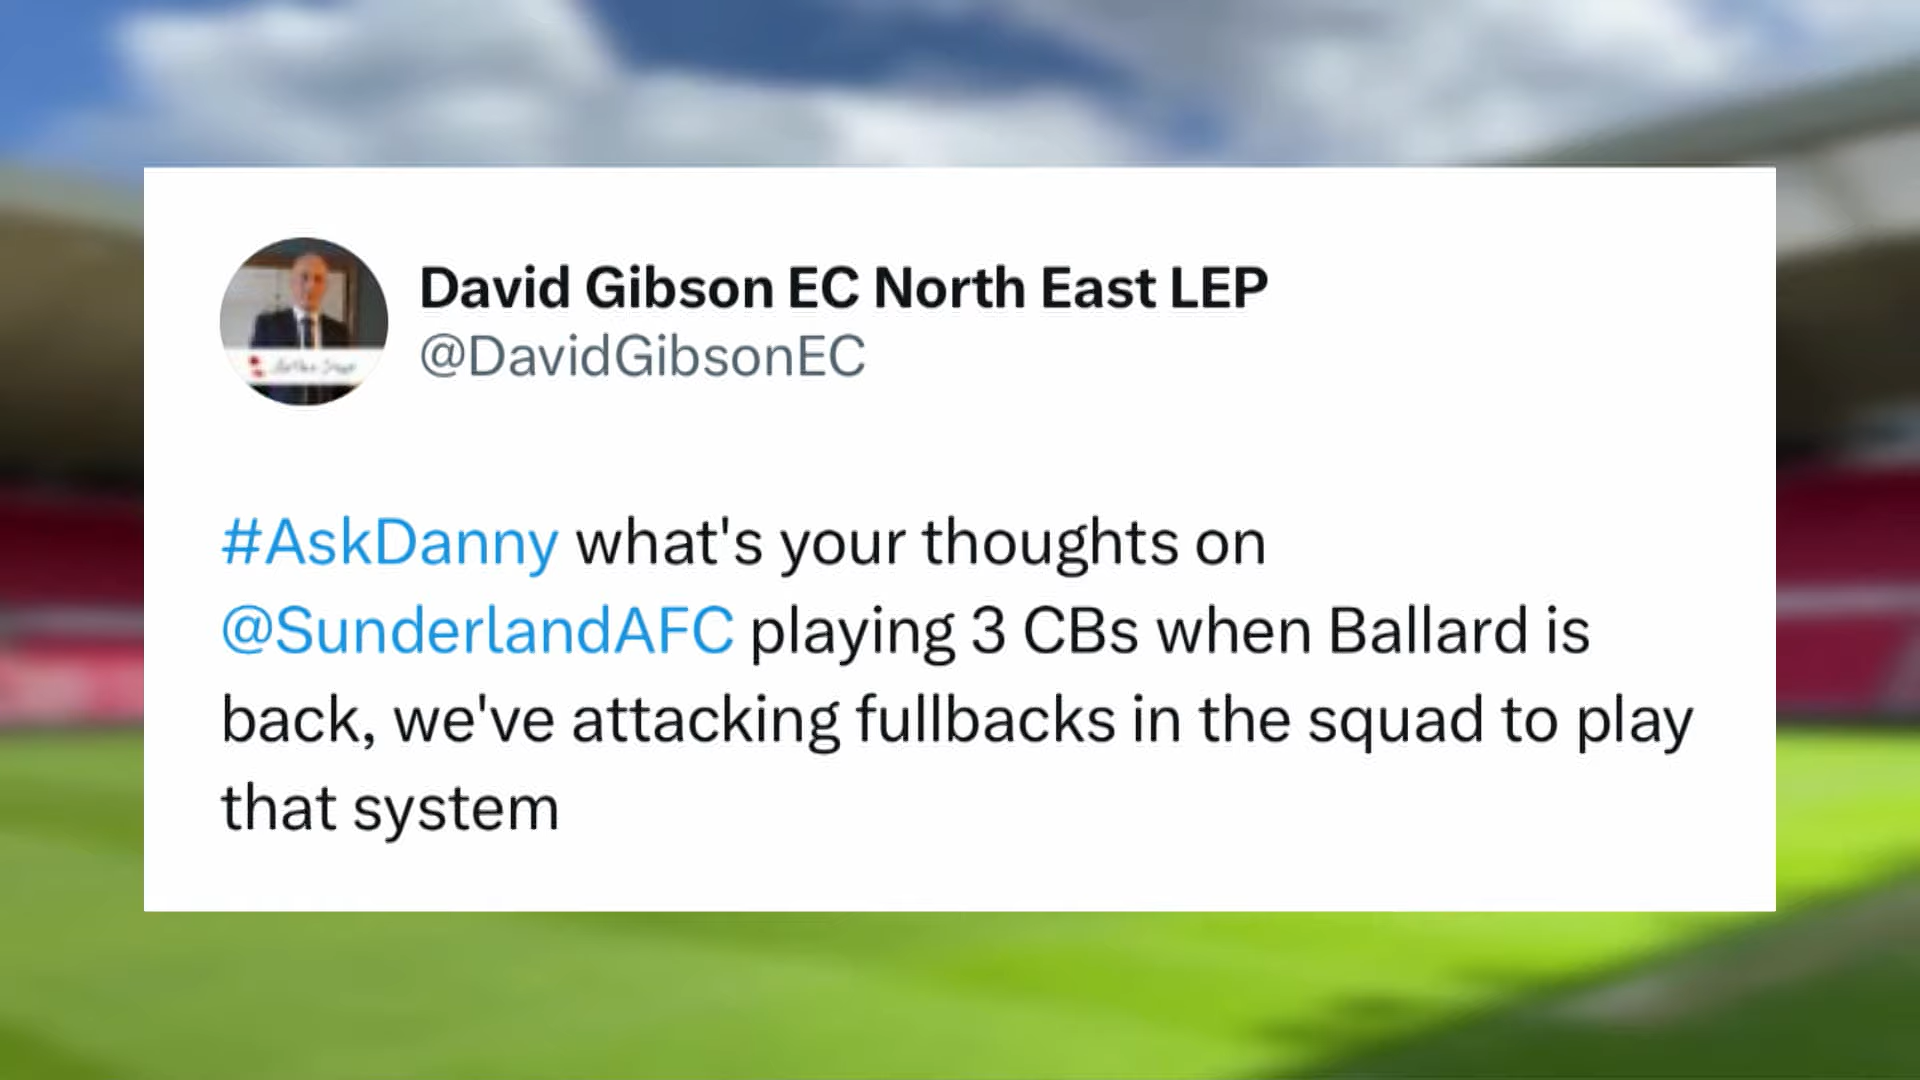 David Gibson EC North East LEP
@DavidGibsonEC
#AskDanny what's your thoughts on
@SunderlandAFC playing 3 CBs when Ballard is
back, we've attacking fullbacks in the squad to play
that system